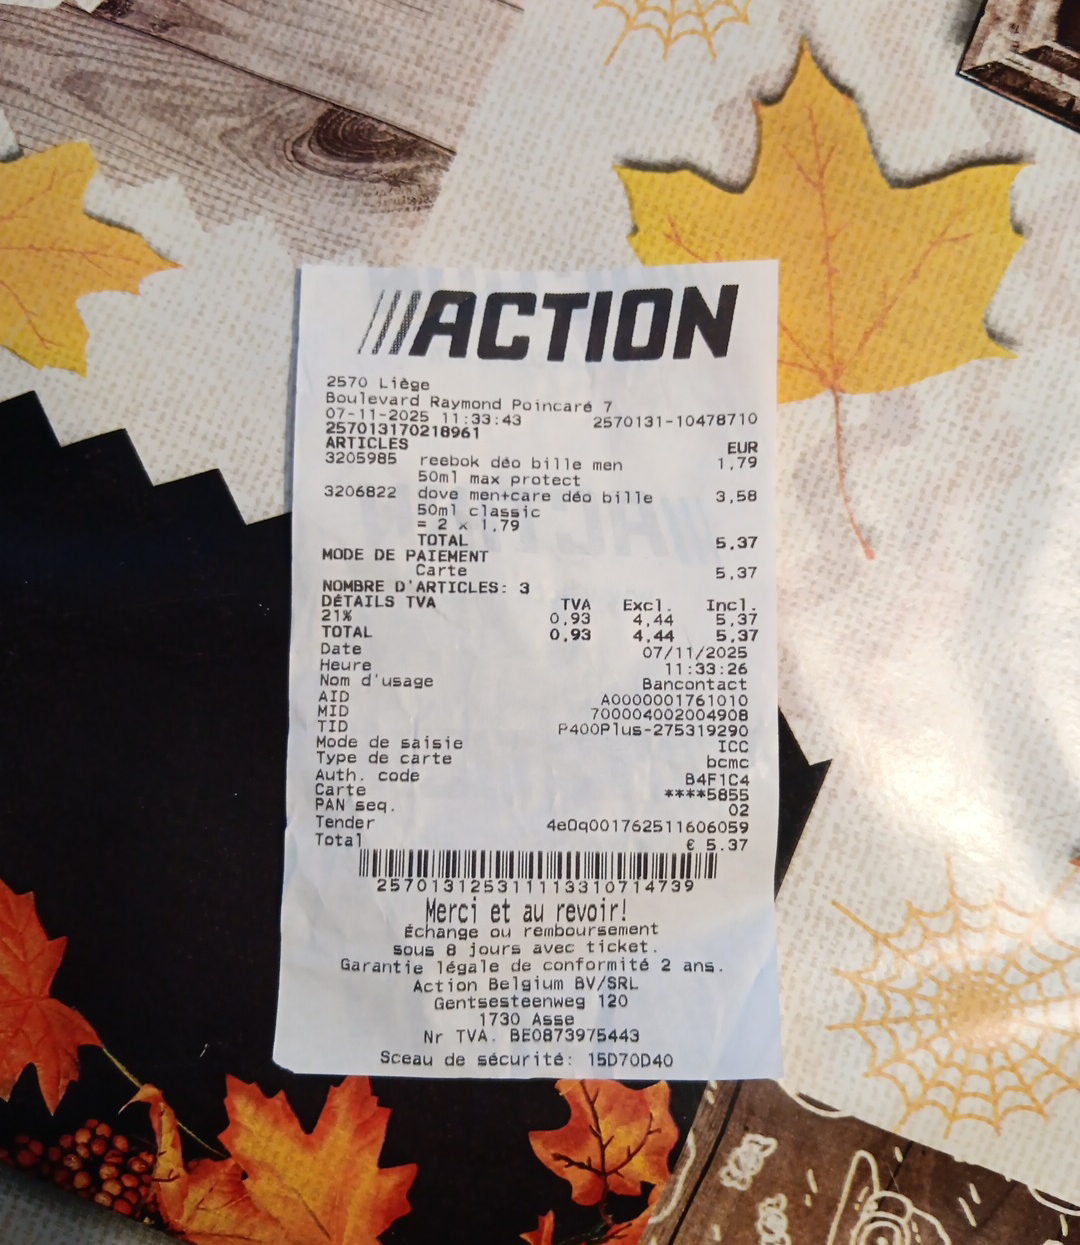 ACTION
2570 Liège
Boulevard Raymond Poincaré 7
07-11-2025 11:33:43 2570131-10478710
257013170218961
ARTICLES EUR
3205985 reebok déo bille men 1,79
50ml max protect
3206822 dove men+care déo bille 3,58
50ml classic
= 2 x 1,79
TOTAL 5,37
MODE DE PAIEMENT
Carte 5,37
NOMBRE D'ARTICLES: 3
DÉTAILS TVA TVA Excl. Incl.
21% 0,93 4,44 5,37
TOTAL 0,93 4,44 5,37
Date 07/11/2025
Heure 11:33:26
Nom d'usage Bancontact
AID A0000001761010
MID 700004002004908
TID P400Plus-275319290
Mode de saisie ICC
Type de carte bcmc
Auth. code B4F1C4
Carte ****5855
PAN seq. 02
Tender 4e0q001762511606059
Total € 5.37
2570131253111133107​14739
Merci et au revoir!
Échange ou remboursement
sous 8 jours avec ticket.
Garantie légale de conformité 2 ans.
Action Belgium BV/SRL
Gentsesteenweg 120
1730 Asse
Nr TVA. BE0873975443
Sceau de sécurité: 15D70D40